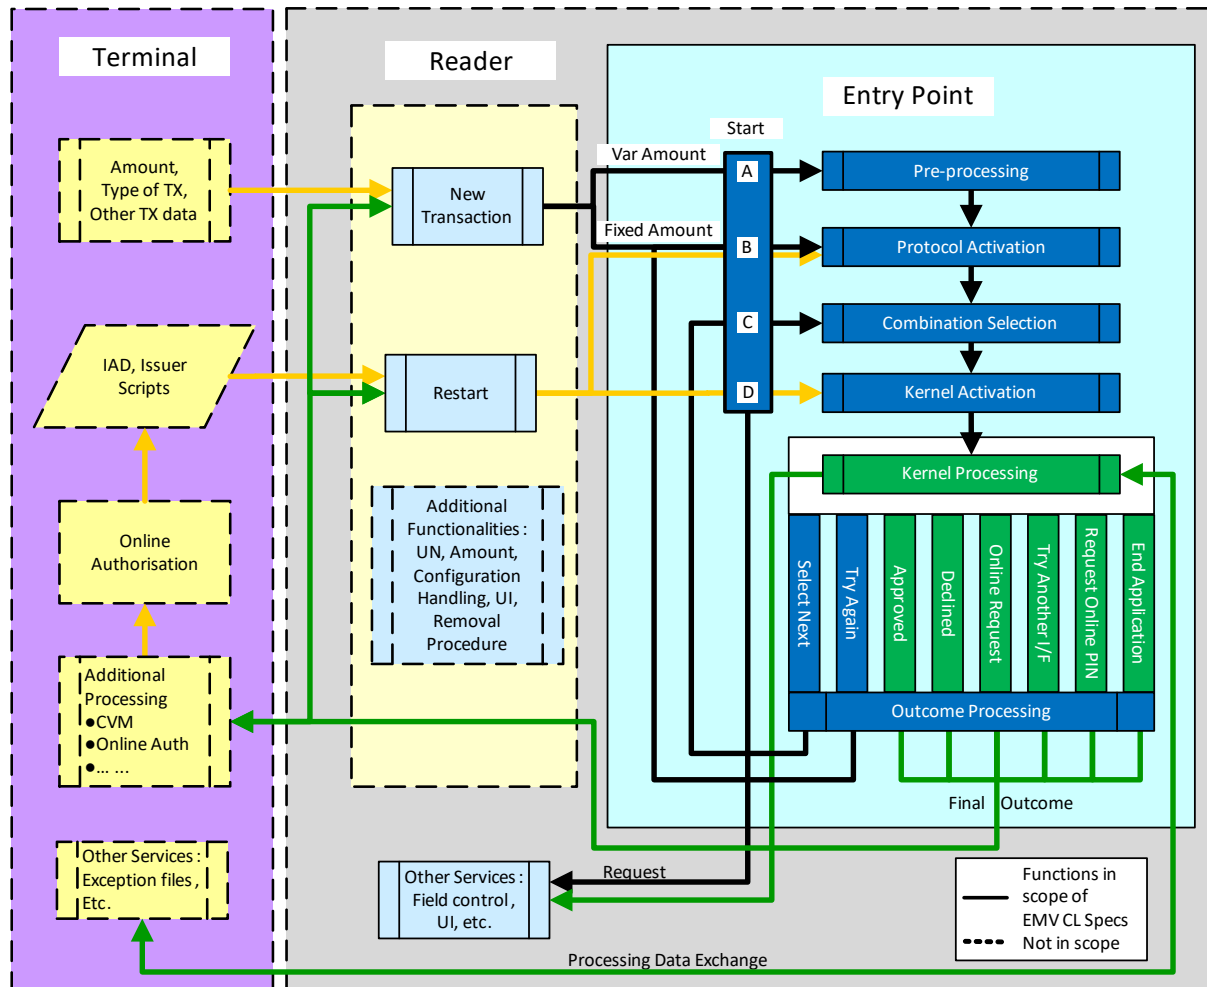 Terminal
Reader
Entry Point
Start
Amount,
Type of TX,
Other TX data
New
Transaction
Var Amount
Fixed Amount
A
B
C
D
Pre-processing
Protocol Activation
Combination Selection
Kernel Activation
Kernel Processing
IAD, Issuer
Scripts
Restart
Online
Authorisation
Additional
Functionalities :
UN, Amount,
Configuration
Handling, UI,
Removal
Procedure
Select Next
Try Again
Approved
Declined
Online Request
Try Another I/F
Request Online PIN
End Application
Outcome Processing
Additional
Processing
●CVM
●Online Auth
●... ...
Final Outcome
Other Services :
Exception files ,
Etc.
Other Services :
Field control ,
UI, etc.
Request
Processing Data Exchange
Functions in
scope of
EMV CL Specs
Not in scope